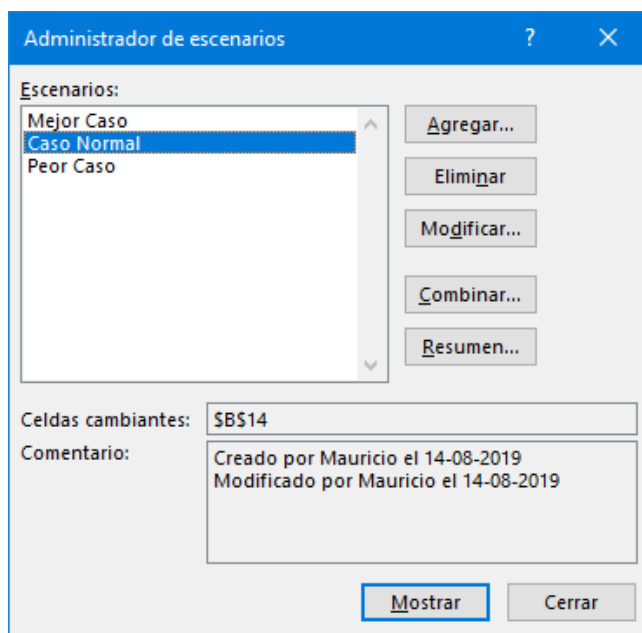 Administrador de escenarios ?
Escenarios:
Mejor Caso
Caso Normal
Peor Caso
Agregar...
Eliminar
Modificar...
Combinar...
Resumen...
Celdas cambiantes: $B$14
Comentario: Creado por Mauricio el 14-08-2019
Modificado por Mauricio el 14-08-2019
Mostrar Cerrar